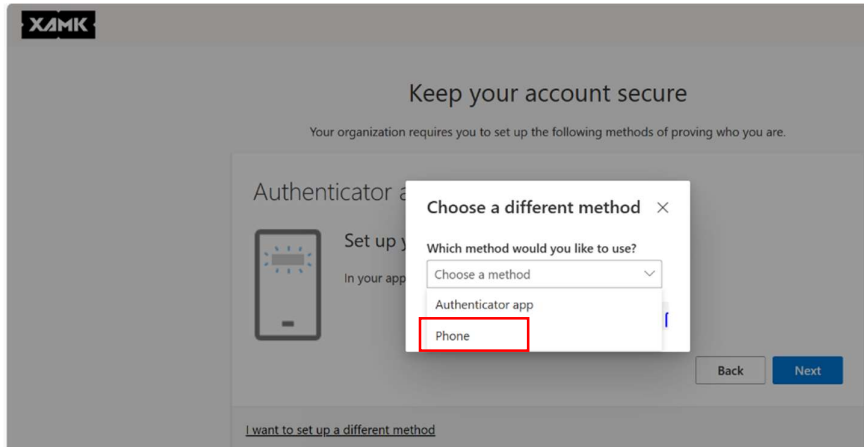 XAMK
Keep your account secure
Your organization requires you to set up the following methods of proving who you are.
Authenticator
Choose a different method
Set up
Which method would you like to use?
In your app
Choose a method
Authenticator app
Phone
Back
Next
I want to set up a different method